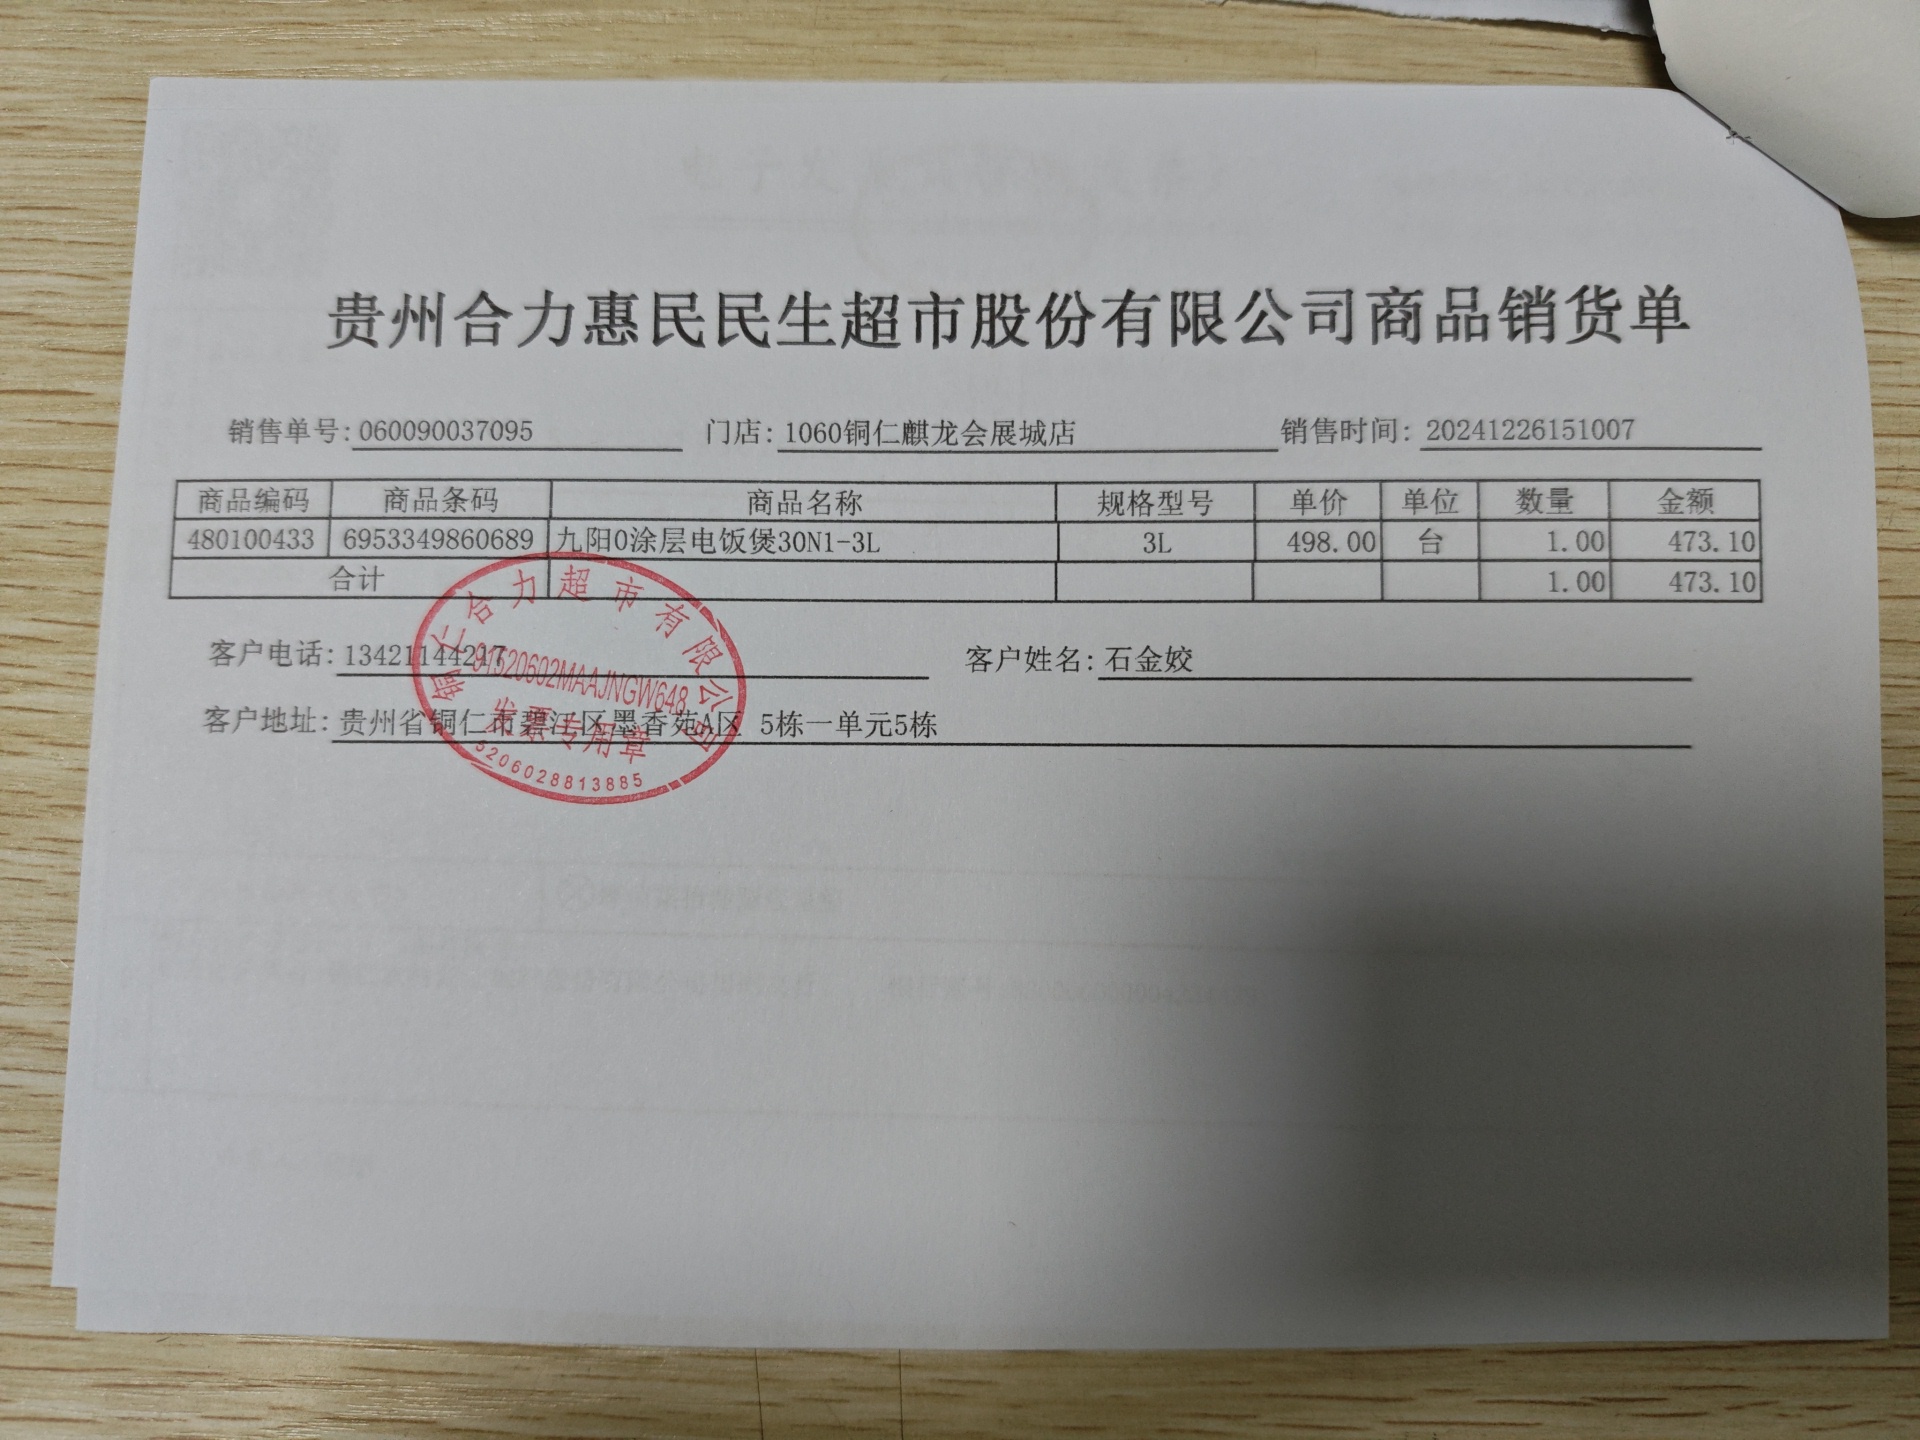 贵州合力惠民民生超市股份有限公司商品销货单
销售单号: 060090037095 门店: 1060铜仁麒龙会展城店 销售时间: 20241226151007
商品编码 商品条码 商品名称 规格型号 单价 单位 数量 金额
480100433 6953349860689 九阳0涂层电饭煲30N1-3L 3L 498.00 台 1.00 473.10
合计 1.00 473.10
客户电话: 13421144217 客户姓名: 石金姣
客户地址: 贵州省铜仁市碧江区墨香苑A区 5栋一单元5栋
铜仁合力超市有限公司
91520602MAAJNGW648
发票专用章
5206028813885